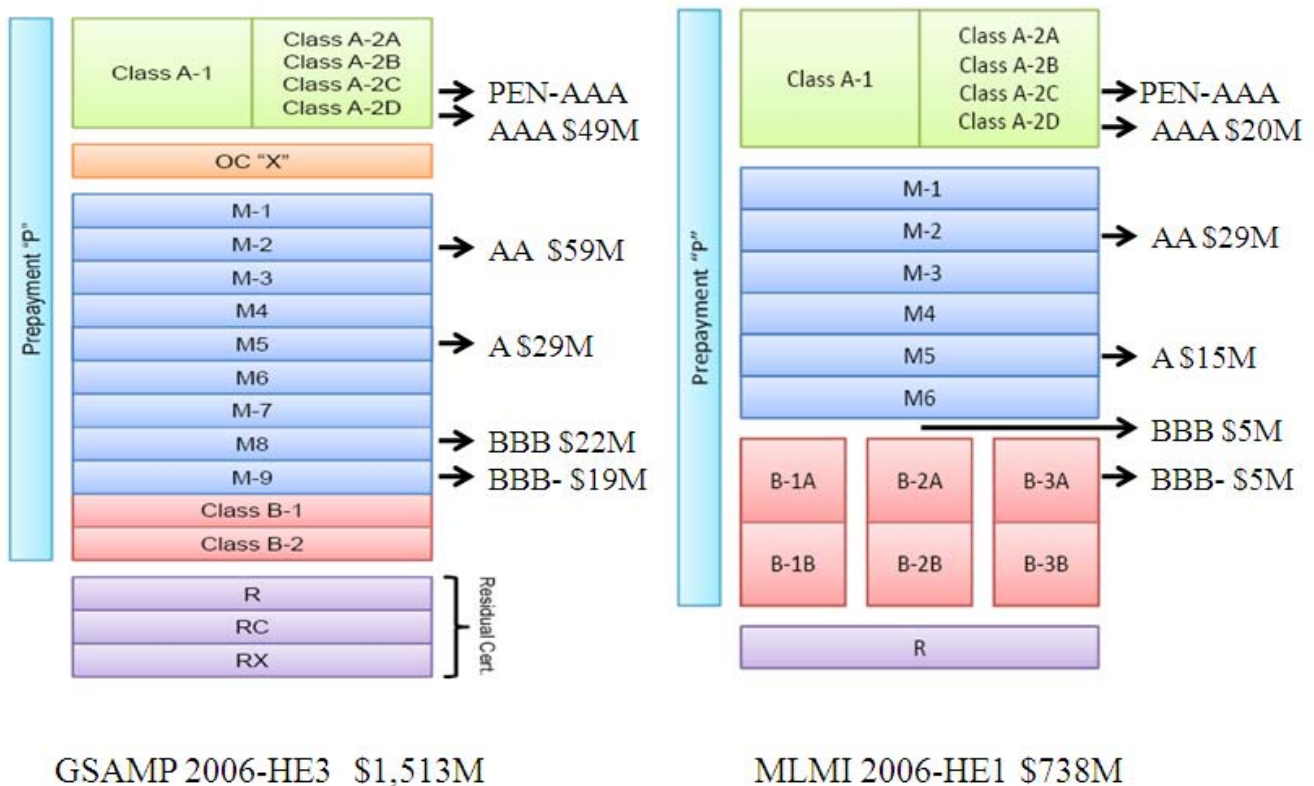 Prepayment "P"
Class A-1
Class A-2A
Class A-2B
Class A-2C
Class A-2D
PEN-AAA
AAA $49M
OC "X"
M-1
M-2
AA $59M
M-3
M4
M5
A $29M
M6
M-7
M8
BBB $22M
M-9
BBB- $19M
Class B-1
Class B-2
R
RC
RX
Residual Cert.
GSAMP 2006-HE3 $1,513M
Prepayment "P"
Class A-1
Class A-2A
Class A-2B
Class A-2C
Class A-2D
PEN-AAA
AAA $20M
M-1
M-2
AA $29M
M-3
M4
M5
A $15M
M6
BBB $5M
B-1A
B-2A
B-3A
BBB- $5M
B-1B
B-2B
B-3B
R
MLMI 2006-HE1 $738M